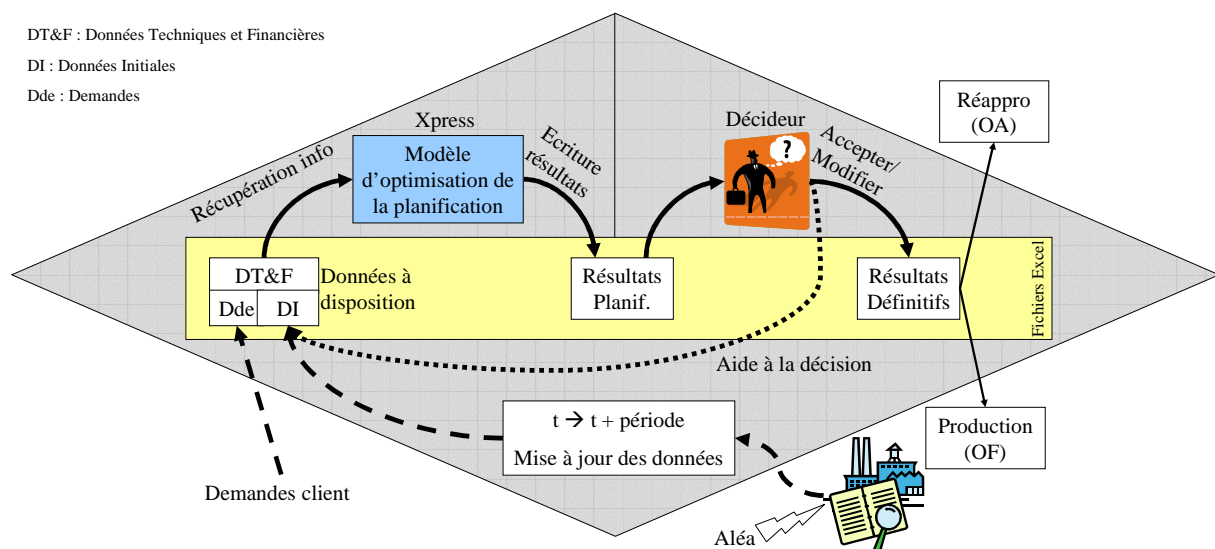 DT&F : Données Techniques et Financières
DI : Données Initiales
Dde : Demandes
Xpress
Modèle
d'optimisation de
la planification
Récupération info
Ecriture
résultats
Décideur
?
Accepter/
Modifier
Réappro
(OA)
DT&F
Dde
DI
Données à
disposition
Résultats
Planif.
Résultats
Définitifs
Fichiers Excel
Aide à la décision
t → t + période
Mise à jour des données
Production
(OF)
Demandes client
Aléa